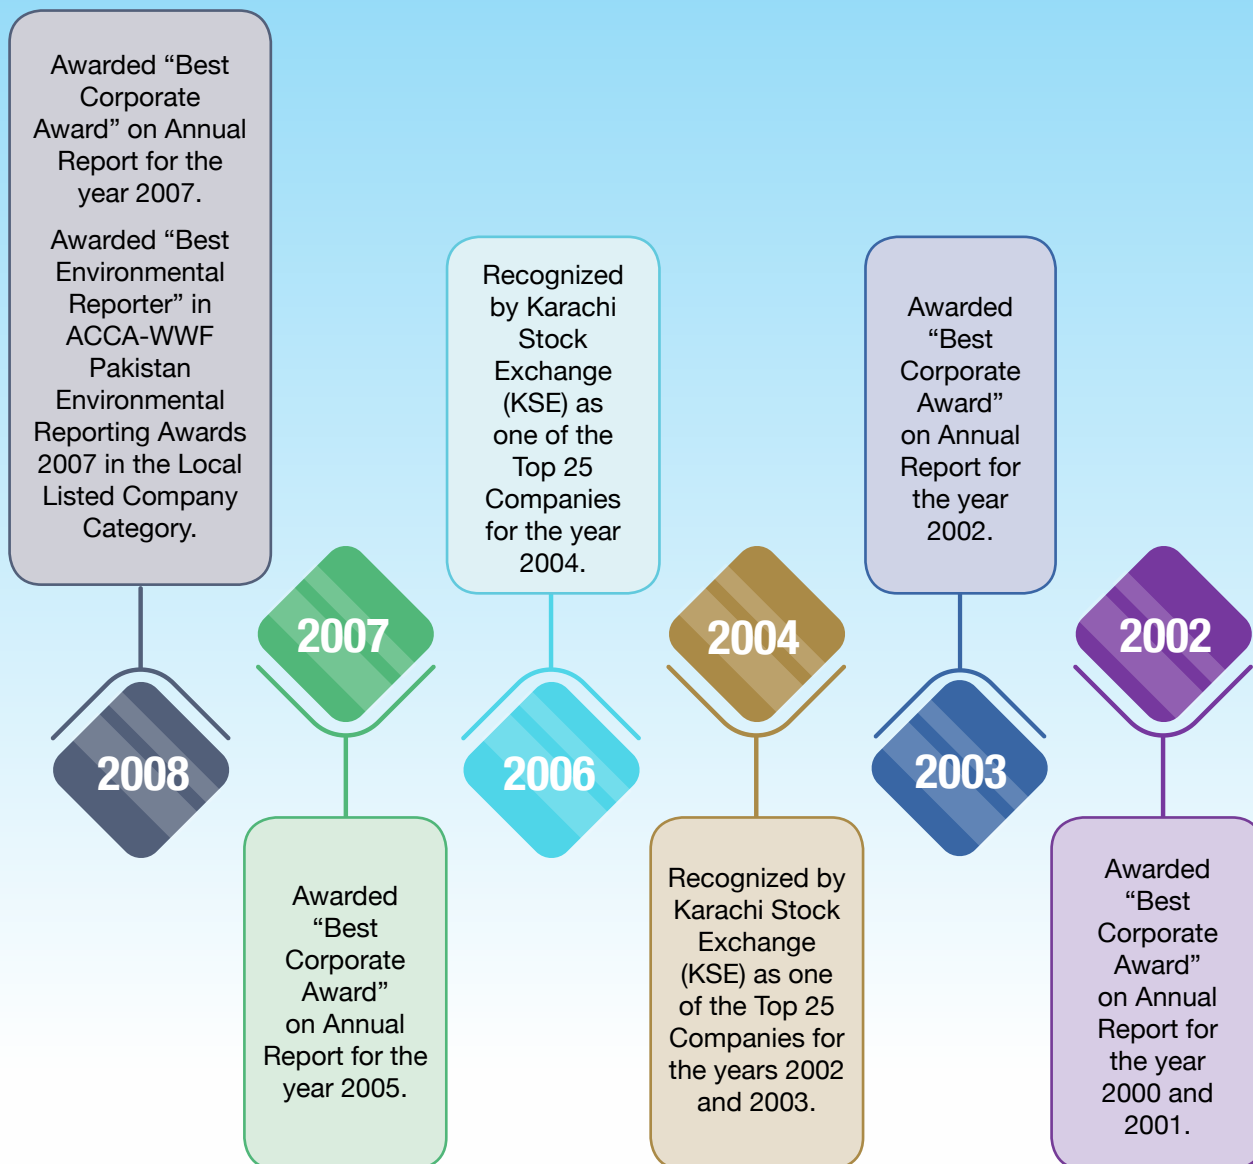 Awarded “Best
Corporate
Award” on Annual
Report for the
year 2007.
Awarded “Best
Environmental
Reporter” in
ACCA-WWF
Pakistan
Environmental
Reporting Awards
2007 in the Local
Listed Company
Category.
2008
2007
Awarded
“Best
Corporate
Award”
on Annual
Report for the
year 2005.
Recognized
by Karachi
Stock
Exchange
(KSE) as
one of the
Top 25
Companies
for the year
2004.
2006
2004
Recognized by
Karachi Stock
Exchange
(KSE) as one
of the Top 25
Companies for
the years 2002
and 2003.
Awarded
“Best
Corporate
Award”
on Annual
Report for
the year
2002.
2003
2002
Awarded
“Best
Corporate
Award”
on Annual
Report for
the year
2000 and
2001.